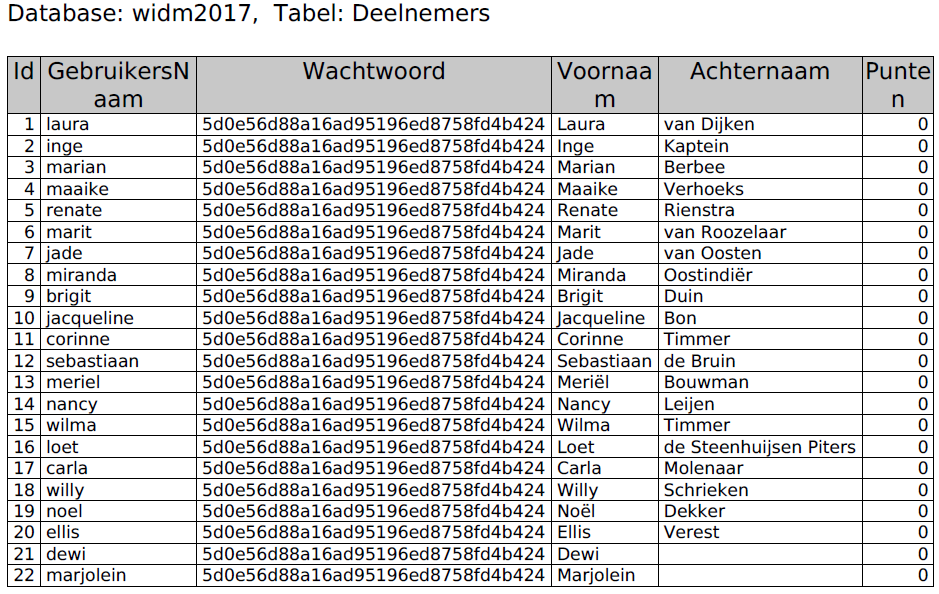 Database: widm2017, Tabel: Deelnemers
Id GebruikersN Wachtwoord Voornaa Achternaam Punte
aam m n
1 laura 5d0e56d88a16ad95196ed8758fd4b424 Laura van Dijken 0
2 inge 5d0e56d88a16ad95196ed8758fd4b424 Inge Kaptein 0
3 marian 5d0e56d88a16ad95196ed8758fd4b424 Marian Berbee 0
4 maaike 5d0e56d88a16ad95196ed8758fd4b424 Maaike Verhoeks 0
5 renate 5d0e56d88a16ad95196ed8758fd4b424 Renate Rienstra 0
6 marit 5d0e56d88a16ad95196ed8758fd4b424 Marit van Roozelaar 0
7 jade 5d0e56d88a16ad95196ed8758fd4b424 Jade van Oosten 0
8 miranda 5d0e56d88a16ad95196ed8758fd4b424 Miranda Oostindiër 0
9 brigit 5d0e56d88a16ad95196ed8758fd4b424 Brigit Duin 0
10 jacqueline 5d0e56d88a16ad95196ed8758fd4b424 Jacqueline Bon 0
11 corinne 5d0e56d88a16ad95196ed8758fd4b424 Corinne Timmer 0
12 sebastiaan 5d0e56d88a16ad95196ed8758fd4b424 Sebastiaan de Bruin 0
13 meriel 5d0e56d88a16ad95196ed8758fd4b424 Meriël Bouwman 0
14 nancy 5d0e56d88a16ad95196ed8758fd4b424 Nancy Leijen 0
15 wilma 5d0e56d88a16ad95196ed8758fd4b424 Wilma Timmer 0
16 loet 5d0e56d88a16ad95196ed8758fd4b424 Loet de Steenhuijsen Piters 0
17 carla 5d0e56d88a16ad95196ed8758fd4b424 Carla Molenaar 0
18 willy 5d0e56d88a16ad95196ed8758fd4b424 Willy Schrieken 0
19 noel 5d0e56d88a16ad95196ed8758fd4b424 Noël Dekker 0
20 ellis 5d0e56d88a16ad95196ed8758fd4b424 Ellis Verest 0
21 dewi 5d0e56d88a16ad95196ed8758fd4b424 Dewi 0
22 marjolein 5d0e56d88a16ad95196ed8758fd4b424 Marjolein 0